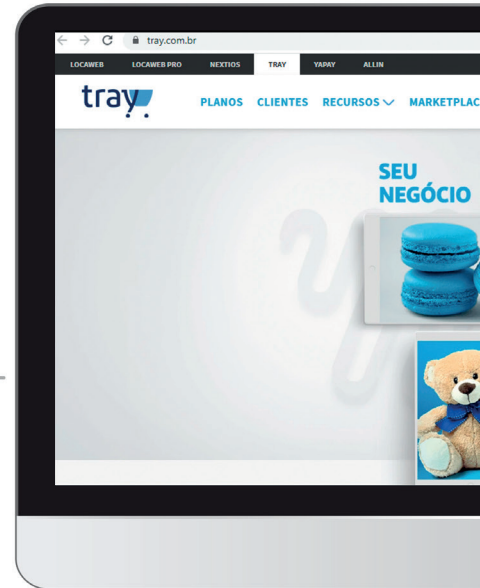 tray.com.br
LOCAWEB LOCAWEB PRO NEXTIOS TRAY YAPAY ALLIN
tray PLANOS CLIENTES RECURSOS MARKETPLAC
SEU
NEGÓCIO